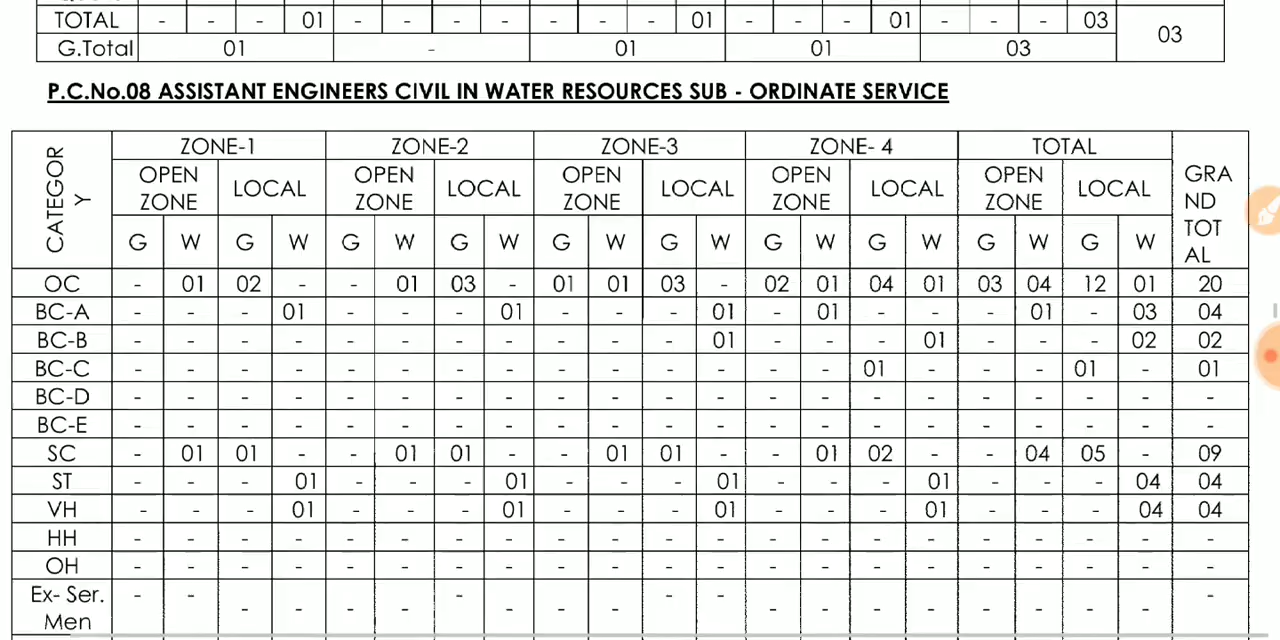 TOTAL - - - 01 - - - - - - - 01 - - - 01 - - - 03 03
G.Total 01 - 01 01 03
P.C.No.08 ASSISTANT ENGINEERS CIVIL IN WATER RESOURCES SUB - ORDINATE SERVICE
CATEGORY ZONE-1 ZONE-2 ZONE-3 ZONE- 4 TOTAL GRAND TOTAL
OPEN ZONE LOCAL OPEN ZONE LOCAL OPEN ZONE LOCAL OPEN ZONE LOCAL OPEN ZONE LOCAL
G W G W G W G W G W G W G W G W G W G W
OC - 01 02 - - 01 03 - 01 01 03 - 02 01 04 01 03 04 12 01 20
BC-A - - - 01 - - - 01 - - - 01 - 01 - - - 01 - 03 04
BC-B - - - - - - - - - - - 01 - - - 01 - - - 02 02
BC-C - - - - - - - - - - - - - - 01 - - - 01 - 01
BC-D - - - - - - - - - - - - - - - - - - - - -
BC-E - - - - - - - - - - - - - - - - - - - - -
SC - 01 01 - - 01 01 - - 01 01 - - 01 02 - - 04 05 - 09
ST - - - 01 - - - 01 - - - 01 - - - 01 - - - 04 04
VH - - - 01 - - - 01 - - - 01 - - - 01 - - - 04 04
HH - - - - - - - - - - - - - - - - - - - - -
OH - - - - - - - - - - - - - - - - - - - - -
Ex- Ser. Men - - - - - - - - - - - - - - - - - - - - -